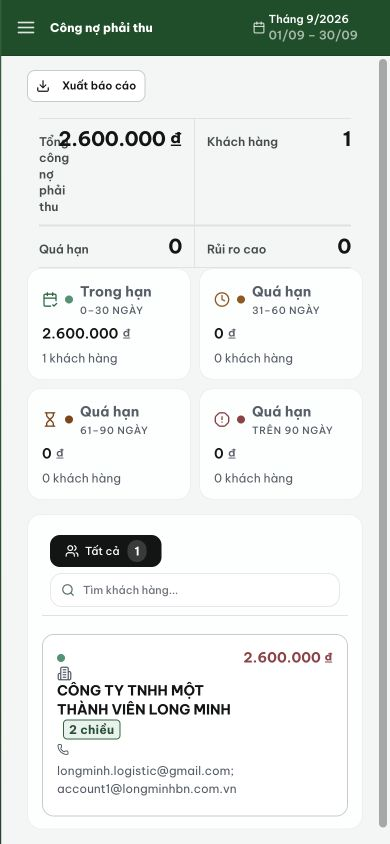 Công nợ phải thu
Tháng 9/2026
01/09 – 30/09
Xuất báo cáo
Tổng
công
nợ
phải
thu
2.600.000 ₫
Khách hàng
1
Quá hạn
0
Rủi ro cao
0
Trong hạn
0–30 NGÀY
2.600.000 ₫
1 khách hàng
Quá hạn
31–60 NGÀY
0 ₫
0 khách hàng
Quá hạn
61–90 NGÀY
0 ₫
0 khách hàng
Quá hạn
TRÊN 90 NGÀY
0 ₫
0 khách hàng
Tất cả 1
Tìm khách hàng...
2.600.000 ₫
CÔNG TY TNHH MỘT
THÀNH VIÊN LONG MINH
2 chiều
longminh.logistic@gmail.com;
account1@longminhbn.com.vn